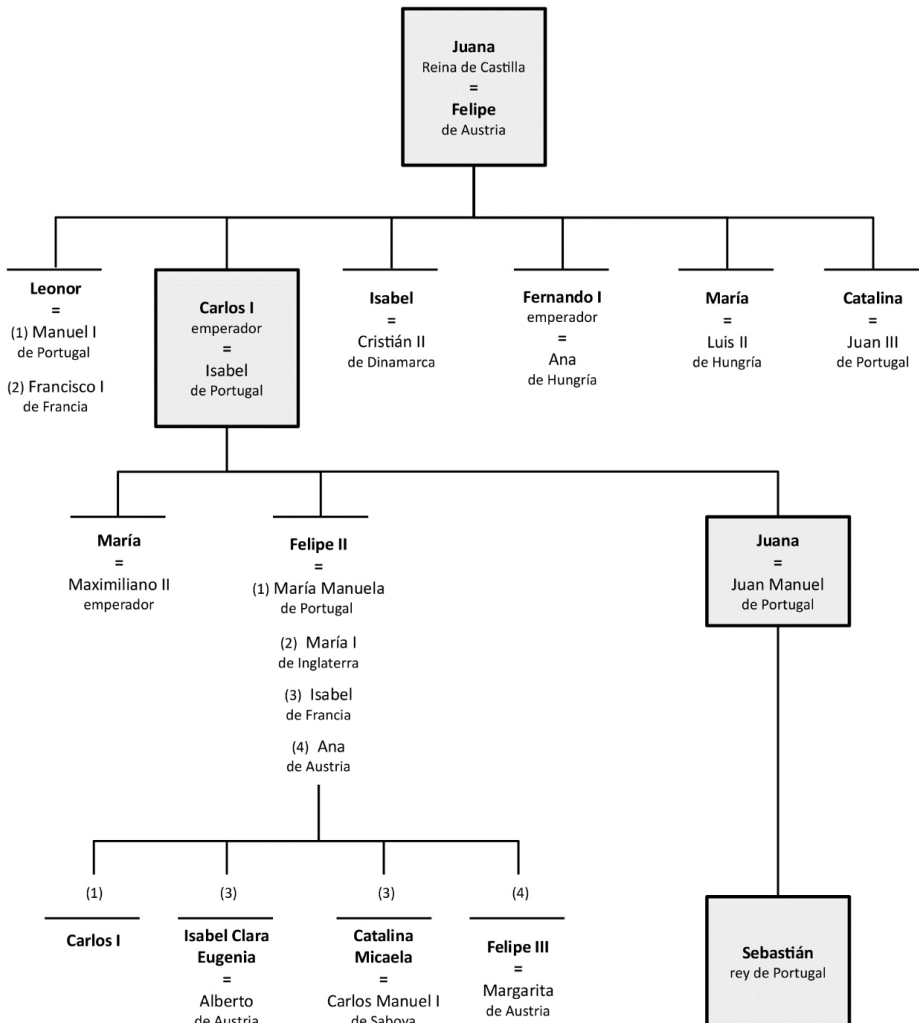 Juana
Reina de Castilla
=
Felipe
de Austria
Leonor
=
(1) Manuel I
de Portugal
(2) Francisco I
de Francia
Carlos I
emperador
=
Isabel
de Portugal
Isabel
=
Cristián II
de Dinamarca
Fernando I
emperador
=
Ana
de Hungría
María
=
Luis II
de Hungría
Catalina
=
Juan III
de Portugal
María
=
Maximiliano II
emperador
Felipe II
=
(1) María Manuela
de Portugal
(2) María I
de Inglaterra
(3) Isabel
de Francia
(4) Ana
de Austria
Juana
=
Juan Manuel
de Portugal
(1)
Carlos I
(3)
Isabel Clara
Eugenia
=
Alberto
de Austria
(3)
Catalina
Micaela
=
Carlos Manuel I
de Saboya
(4)
Felipe III
=
Margarita
de Austria
Sebastián
rey de Portugal